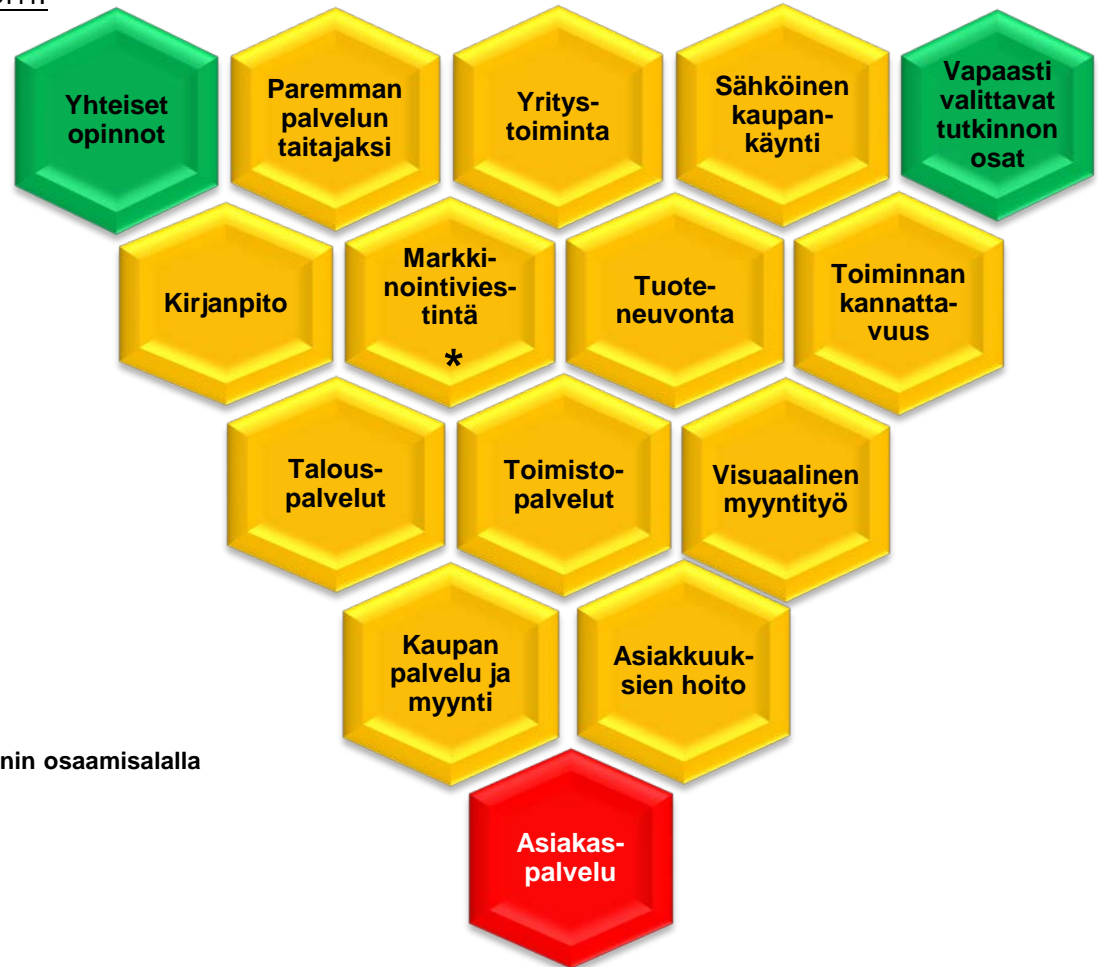 Yhteiset
opinnot
Paremman
palvelun
taitajaksi
Yritys-
toiminta
Sähköinen
kaupan-
käynti
Vapaasti
valittavat
tutkinnon
osat
Kirjanpito
Markki-
nointivies-
tintä
*
Tuote-
neuvonta
Toiminnan
kannatta-
vuus
Talous-
palvelut
Toimisto-
palvelut
Visuaalinen
myyntityö
Kaupan
palvelu ja
myynti
Asiakkuuk-
sien hoito
nin osaamisalalla
Asiakas-
palvelu